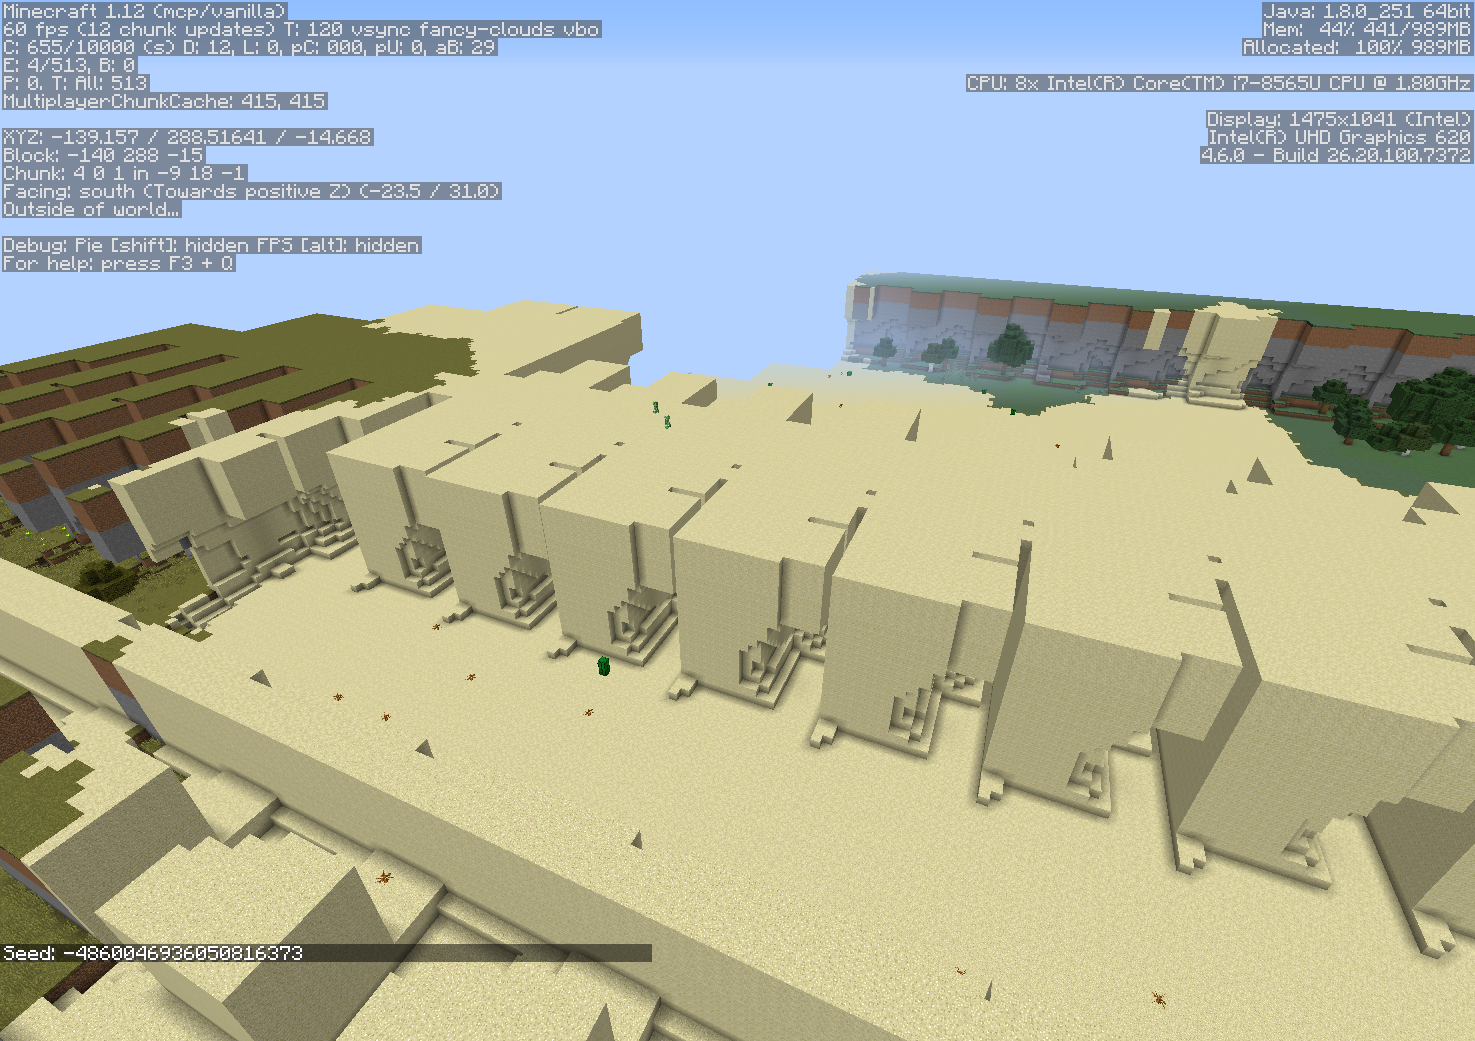 Minecraft 1.12 (mcp/vanilla)
60 fps (12 chunk updates) T: 120 vsync fancy-clouds vbo
C: 655/10000 (s) D: 12, L: 0, pC: 000, pU: 0, aB: 29
E: 4/513, B: 0
P: 0. T: All: 513
MultiplayerChunkCache: 415, 415
XYZ: -139.157 / 288.51641 / -14.668
Block: -140 288 -15
Chunk: 4 0 1 in -9 18 -1
Facing: south (Towards positive Z) (-23.5 / 31.0)
Outside of world...
Debug: Pie [shift]: hidden FPS [alt]: hidden
For help: press F3 + Q
Java: 1.8.0_251 64bit
Mem: 44% 441/989MB
Allocated: 100% 989MB
CPU: 8x Intel(R) Core(TM) i7-8565U CPU @ 1.80GHz
Display: 1475x1041 (Intel)
Intel(R) UHD Graphics 620
4.6.0 - Build 26.20.100.7372
Seed: -4860046936050816373